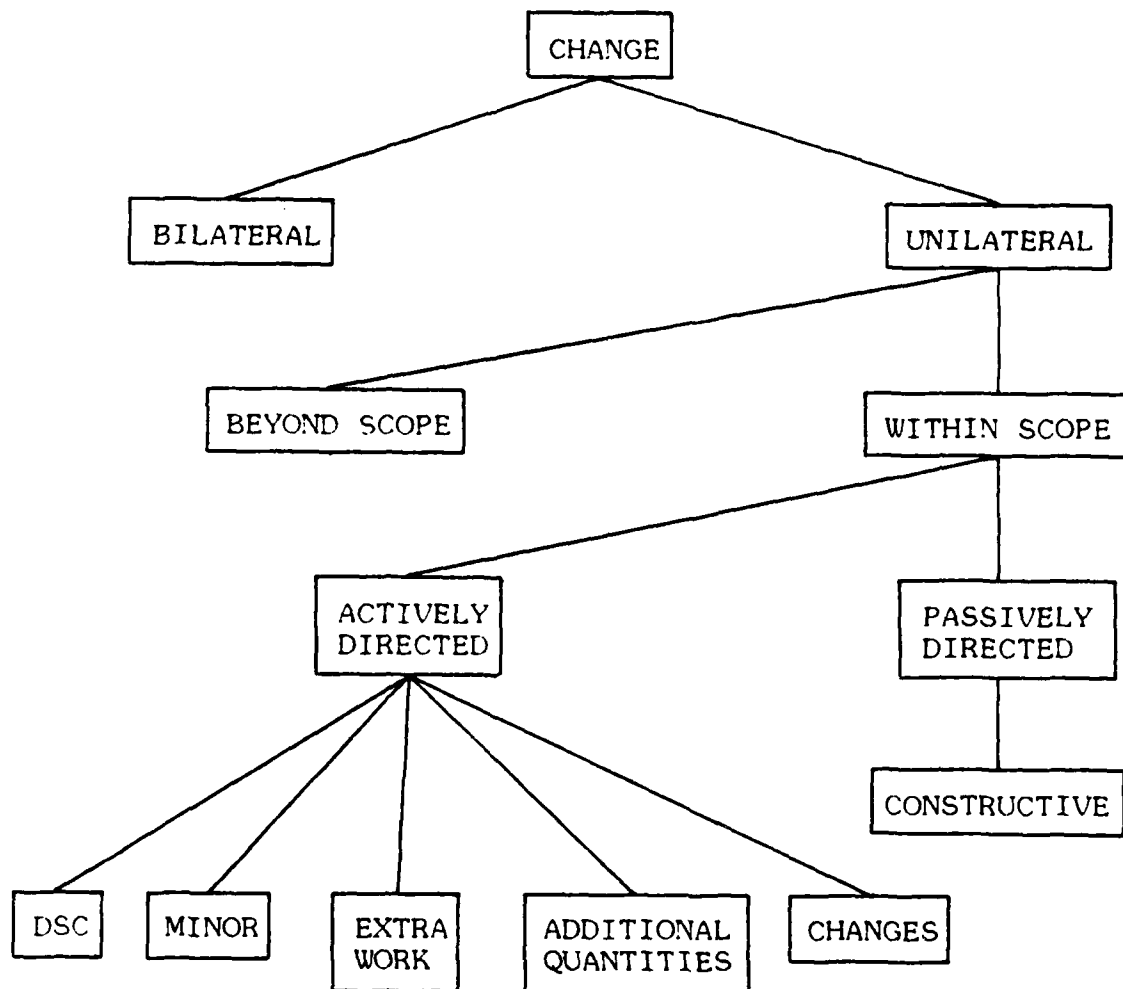 CHANGE
BILATERAL
UNILATERAL
BEYOND SCOPE
WITHIN SCOPE
ACTIVELY
DIRECTED
PASSIVELY
DIRECTED
CONSTRUCTIVE
DSC
MINOR
EXTRA
WORK
ADDITIONAL
QUANTITIES
CHANGES